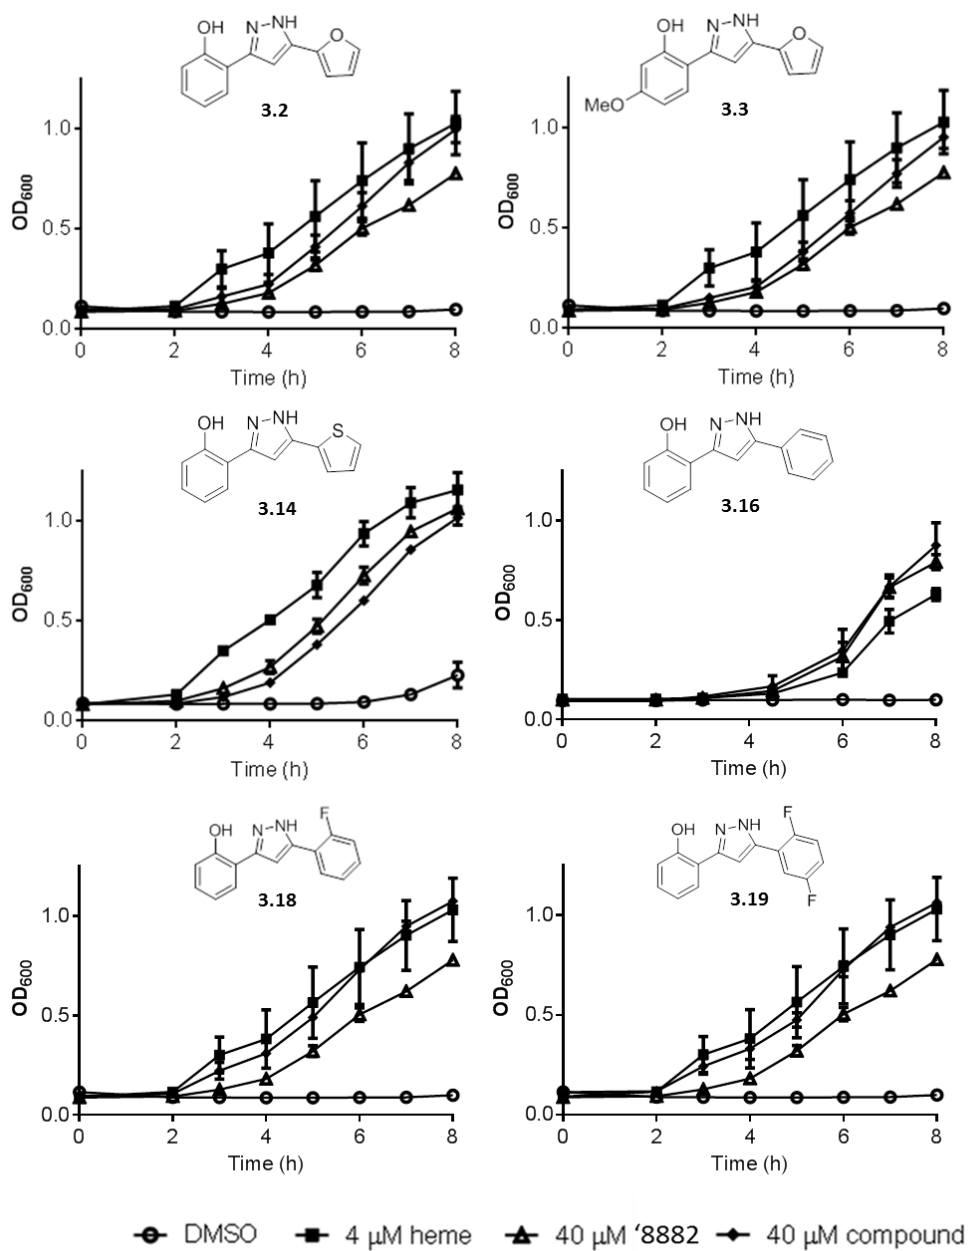 OH
N-NH
O
3.2
OD600
1.0
0.5
0.0
0 2 4 6 8
Time (h)
OH
N-NH
O
MeO
3.3
OD600
1.0
0.5
0.0
0 2 4 6 8
Time (h)
OH
N-NH
S
3.14
OD600
1.0
0.5
0.0
0 2 4 6 8
Time (h)
OH
N-NH
3.16
OD600
1.0
0.5
0.0
0 2 4 6 8
Time (h)
F
OH
N-NH
3.18
OD600
1.0
0.5
0.0
0 2 4 6 8
Time (h)
F
OH
N-NH
F
3.19
OD600
1.0
0.5
0.0
0 2 4 6 8
Time (h)
DMSO 4 μM heme 40 μM ‘8882 40 μM compound